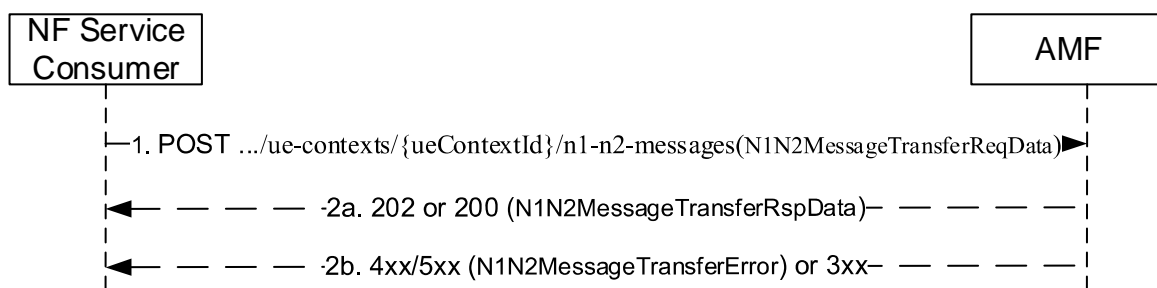 NF Service
Consumer
AMF
1. POST .../ue-contexts/{ueContextId}/n1-n2-messages(N1N2MessageTransferReqData)
2a. 202 or 200 (N1N2MessageTransferRspData)
2b. 4xx/5xx (N1N2MessageTransferError) or 3xx